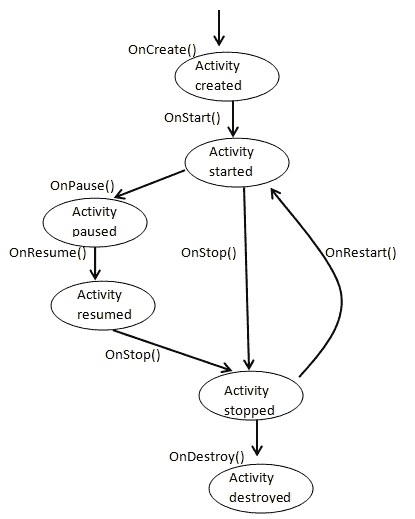 OnCreate()
Activity
created
OnStart()
Activity
started
OnPause()
Activity
paused
OnResume()
OnStop()
OnRestart()
Activity
resumed
OnStop()
Activity
stopped
OnDestroy()
Activity
destroyed